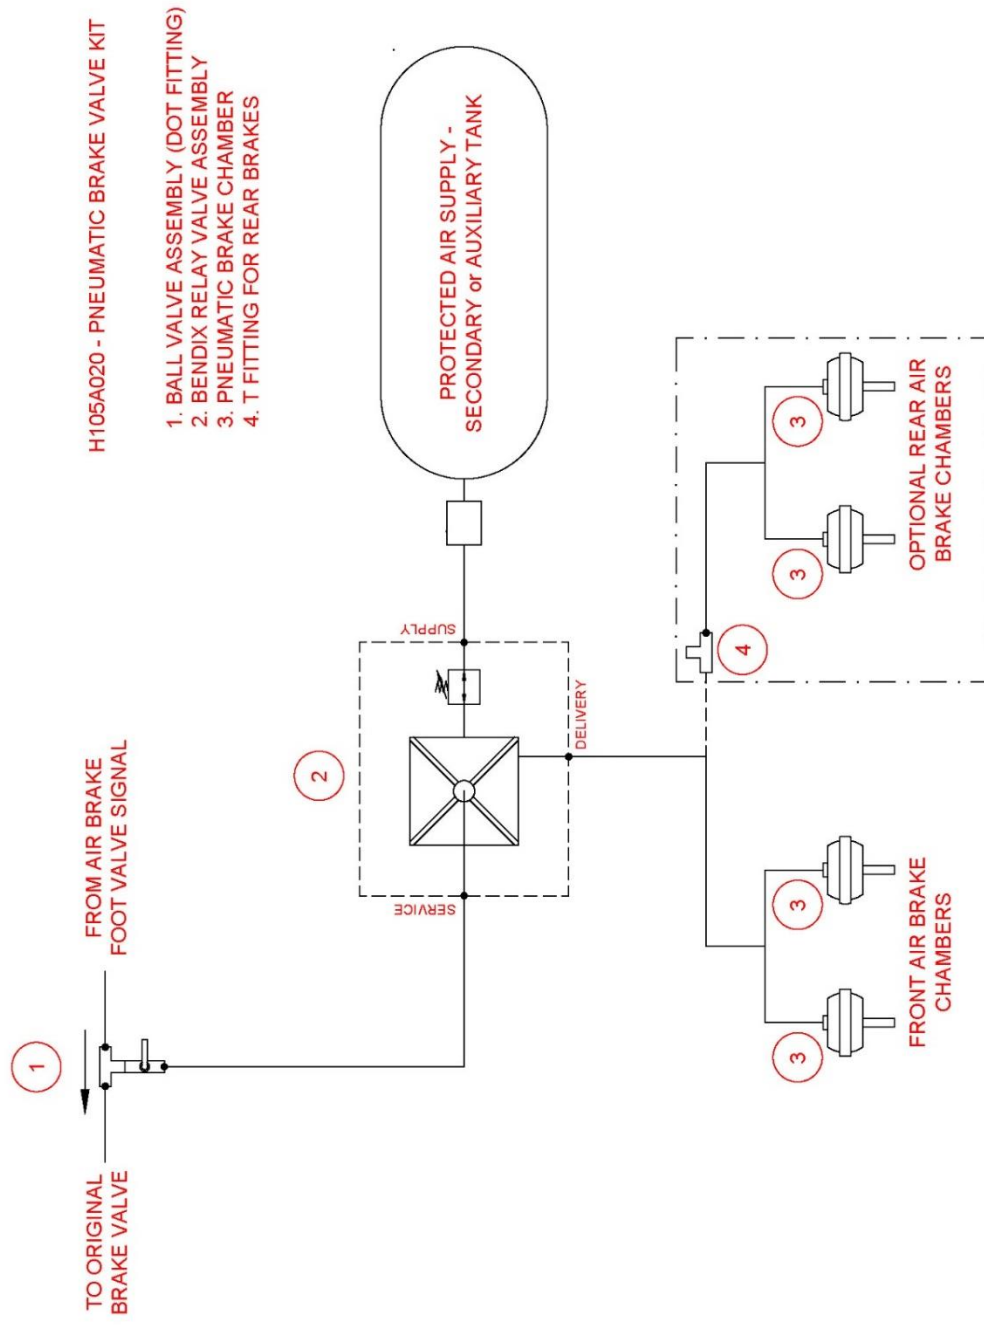 H105A020 - PNEUMATIC BRAKE VALVE KIT
1. BALL VALVE ASSEMBLY (DOT FITTING)
2. BENDIX RELAY VALVE ASSEMBLY
3. PNEUMATIC BRAKE CHAMBER
4. T FITTING FOR REAR BRAKES
1
TO ORIGINAL
BRAKE VALVE
FROM AIR BRAKE
FOOT VALVE SIGNAL
2
SERVICE
SUPPLY
DELIVERY
PROTECTED AIR SUPPLY -
SECONDARY or AUXILIARY TANK
4
3
3
3
3
FRONT AIR BRAKE
CHAMBERS
OPTIONAL REAR AIR
BRAKE CHAMBERS